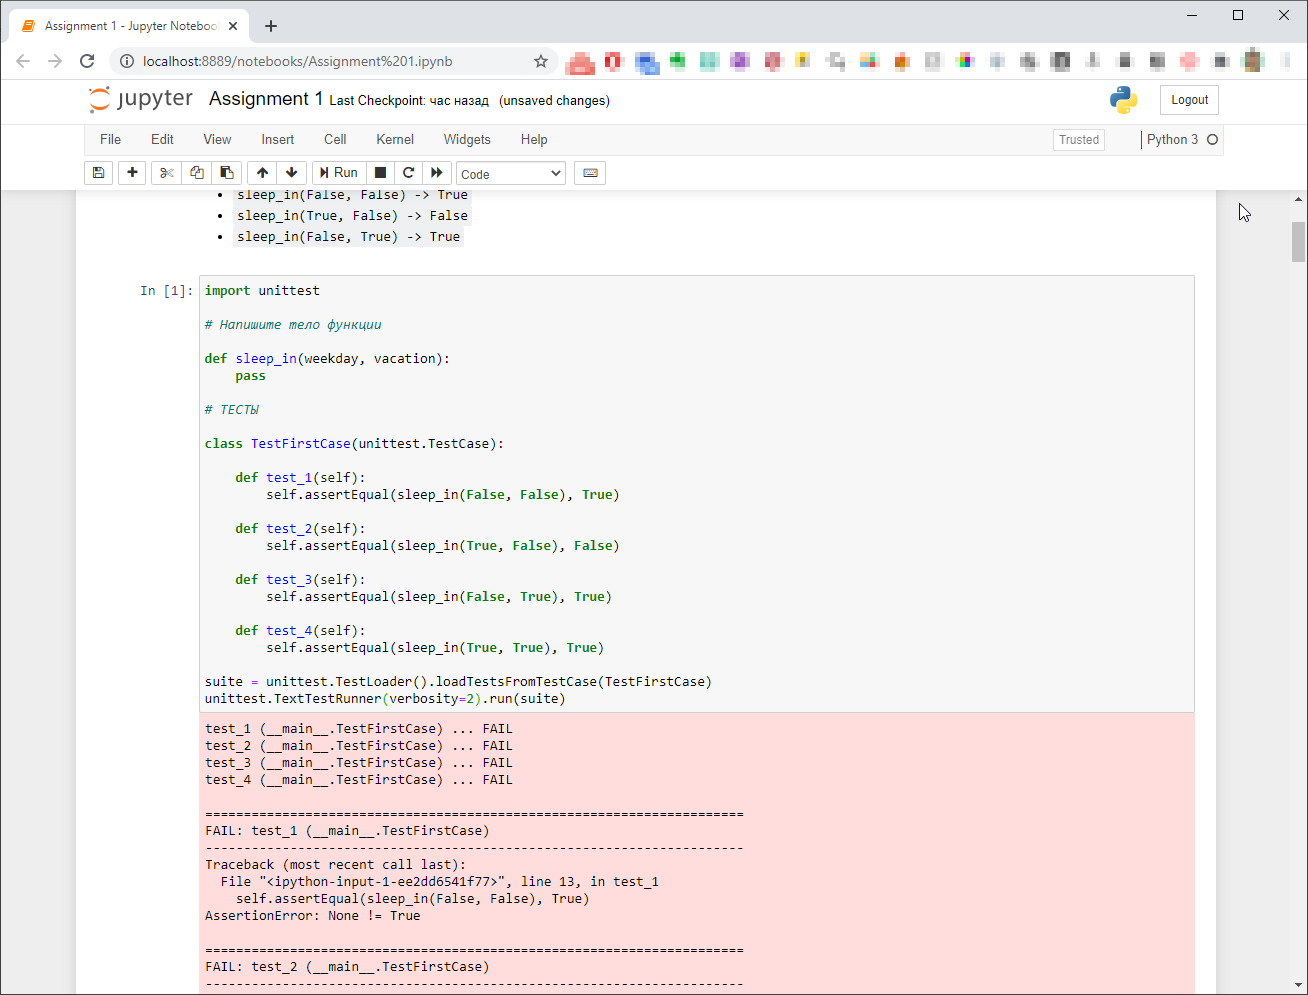 Assignment 1 - Jupyter Noteboo
localhost:8889/notebooks/Assignment%201.ipynb
jupyter Assignment 1 Last Checkpoint: час назад (unsaved changes)
Logout
File Edit View Insert Cell Kernel Widgets Help
Trusted
Python 3
Run
Code
sleep_in(False, False) -> True
sleep_in(True, False) -> False
sleep_in(False, True) -> True
In [1]:
import unittest
# Напишите тело функции
def sleep_in(weekday, vacation):
    pass
# ТЕСТЫ
class TestFirstCase(unittest.TestCase):
    def test_1(self):
        self.assertEqual(sleep_in(False, False), True)
    def test_2(self):
        self.assertEqual(sleep_in(True, False), False)
    def test_3(self):
        self.assertEqual(sleep_in(False, True), True)
    def test_4(self):
        self.assertEqual(sleep_in(True, True), True)
suite = unittest.TestLoader().loadTestsFromTestCase(TestFirstCase)
unittest.TextTestRunner(verbosity=2).run(suite)
test_1 (__main__.TestFirstCase) ... FAIL
test_2 (__main__.TestFirstCase) ... FAIL
test_3 (__main__.TestFirstCase) ... FAIL
test_4 (__main__.TestFirstCase) ... FAIL
======================================================================
FAIL: test_1 (__main__.TestFirstCase)
----------------------------------------------------------------------
Traceback (most recent call last):
  File "<ipython-input-1-ee2dd6541f77>", line 13, in test_1
    self.assertEqual(sleep_in(False, False), True)
AssertionError: None != True
======================================================================
FAIL: test_2 (__main__.TestFirstCase)
----------------------------------------------------------------------